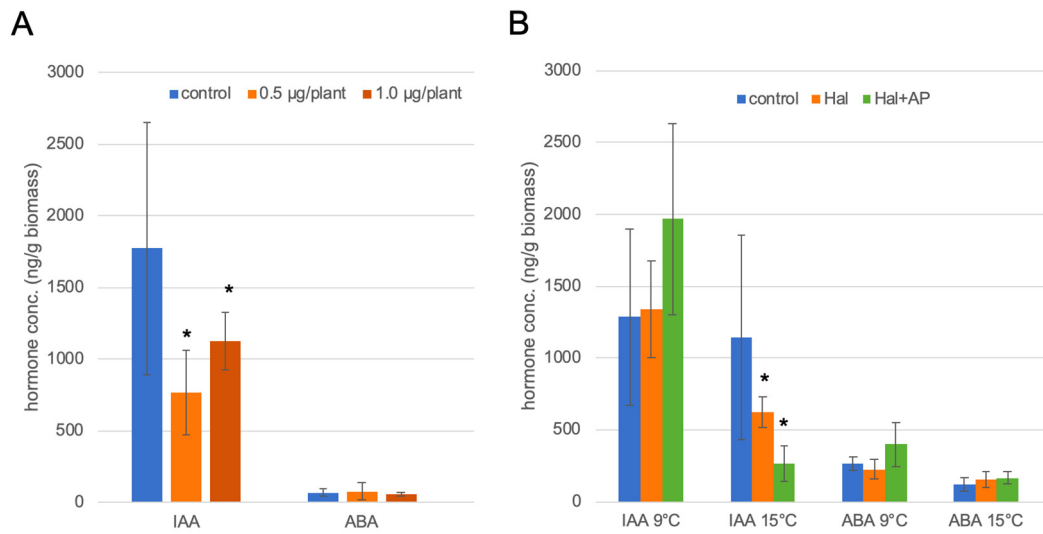 A
hormone conc. (ng/g biomass)
3000
2500
2000
1500
1000
500
0
control 0.5 µg/plant 1.0 µg/plant
*
*
IAA ABA
B
hormone conc. (ng/g biomass)
3000
2500
2000
1500
1000
500
0
control Hal Hal+AP
*
*
IAA 9°C IAA 15°C ABA 9°C ABA 15°C